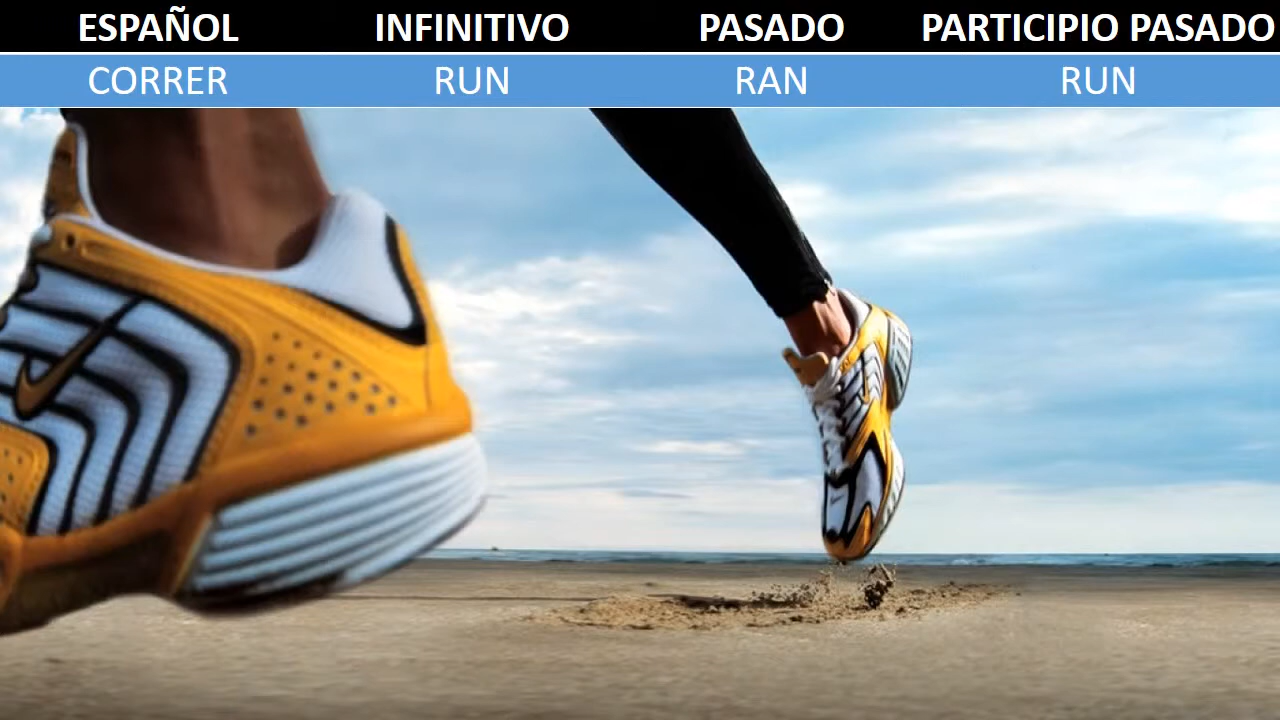 ESPAÑOL INFINITIVO PASADO PARTICIPIO PASADO
CORRER RUN RAN RUN